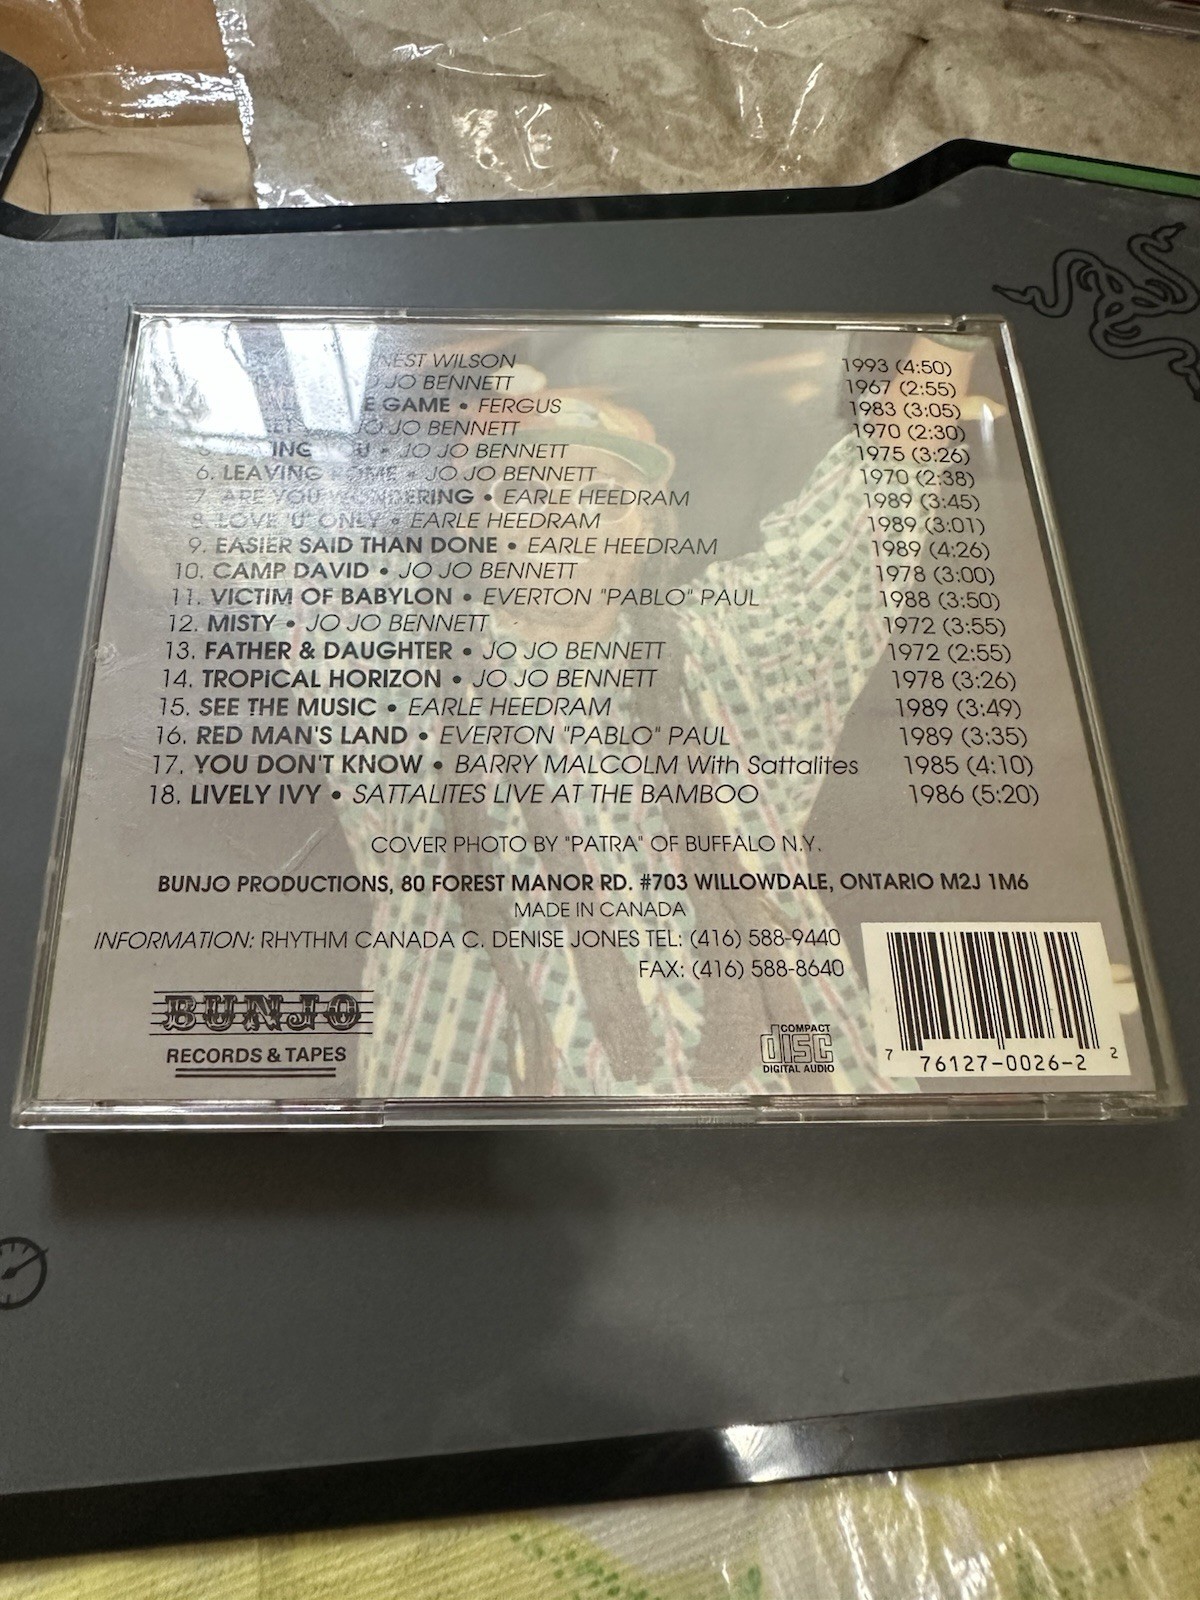 WILSON 1993 (4:50)
JO BENNETT 1967 (2:55)
GAME • FERGUS 1983 (3:05)
JO JO BENNETT 1970 (2:30)
• JO JO BENNETT 1975 (3:26)
6. LEAVING HOME • JO JO BENNETT 1970 (2:38)
7. ARE YOU WONDERING • EARLE HEEDRAM 1989 (3:45)
8. LOVE "U" ONLY • EARLE HEEDRAM 1989 (3:01)
9. EASIER SAID THAN DONE • EARLE HEEDRAM 1989 (4:26)
10. CAMP DAVID • JO JO BENNETT 1978 (3:00)
11. VICTIM OF BABYLON • EVERTON "PABLO" PAUL 1988 (3:50)
12. MISTY • JO JO BENNETT 1972 (3:55)
13. FATHER & DAUGHTER • JO JO BENNETT 1972 (2:55)
14. TROPICAL HORIZON • JO JO BENNETT 1978 (3:26)
15. SEE THE MUSIC • EARLE HEEDRAM 1989 (3:49)
16. RED MAN'S LAND • EVERTON "PABLO" PAUL 1989 (3:35)
17. YOU DON'T KNOW • BARRY MALCOLM With Sattalites 1985 (4:10)
18. LIVELY IVY • SATTALITES LIVE AT THE BAMBOO 1986 (5:20)
COVER PHOTO BY "PATRA" OF BUFFALO N.Y.
BUNJO PRODUCTIONS, 80 FOREST MANOR RD. #703 WILLOWDALE, ONTARIO M2J 1M6
MADE IN CANADA
INFORMATION: RHYTHM CANADA C. DENISE JONES TEL: (416) 588-9440
FAX: (416) 588-8640
BUNJO
RECORDS & TAPES
COMPACT
disc
DIGITAL AUDIO
7 76127-0026-2 2